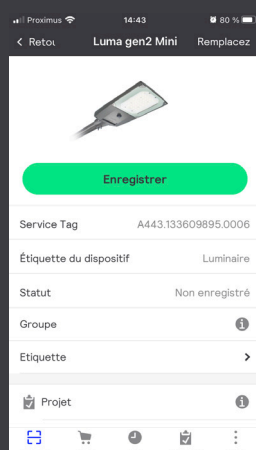 Proximus 14:43 80 %
Retou Luma gen2 Mini Remplacez
Enregistrer
Service Tag A443.133609895.0006
Étiquette du dispositif Luminaire
Statut Non enregistré
Groupe
Etiquette
Projet